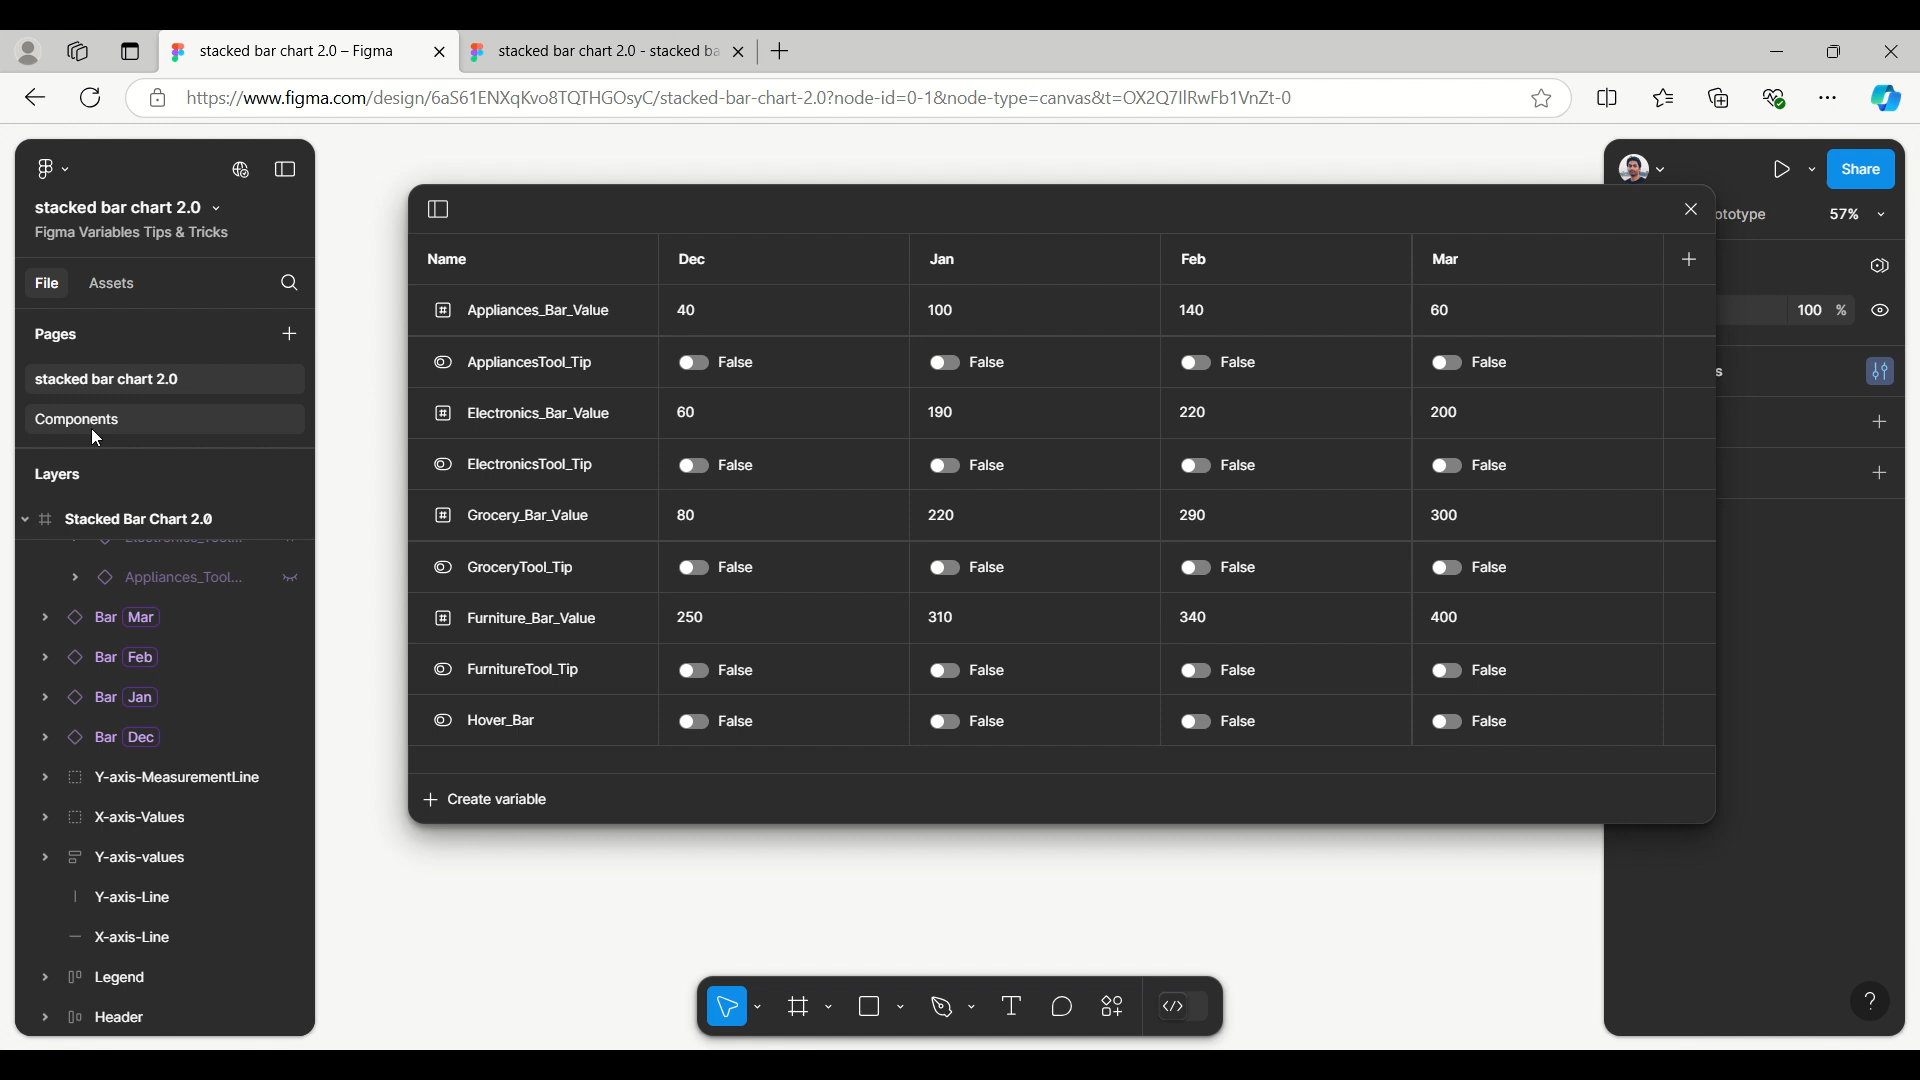 stacked bar chart 2.0 – Figma
stacked bar chart 2.0 - stacked ba
https://www.figma.com/design/6aS61ENXqKvo8TQTHGOsyC/stacked-bar-chart-2.0?node-id=0-1&node-type=canvas&t=OX2Q7IlRwFb1VnZt-0
stacked bar chart 2.0
Figma Variables Tips & Tricks
File Assets
Pages
stacked bar chart 2.0
Components
Layers
Stacked Bar Chart 2.0
Appliances_Tool...
Bar Mar
Bar Feb
Bar Jan
Bar Dec
Y-axis-MeasurementLine
X-axis-Values
Y-axis-values
Y-axis-Line
X-axis-Line
Legend
Header
Name Dec Jan Feb Mar
Appliances_Bar_Value 40 100 140 60
AppliancesTool_Tip False False False False
Electronics_Bar_Value 60 190 220 200
ElectronicsTool_Tip False False False False
Grocery_Bar_Value 80 220 290 300
GroceryTool_Tip False False False False
Furniture_Bar_Value 250 310 340 400
FurnitureTool_Tip False False False False
Hover_Bar False False False False
Create variable
Share
ototype 57%
100 %
s
?